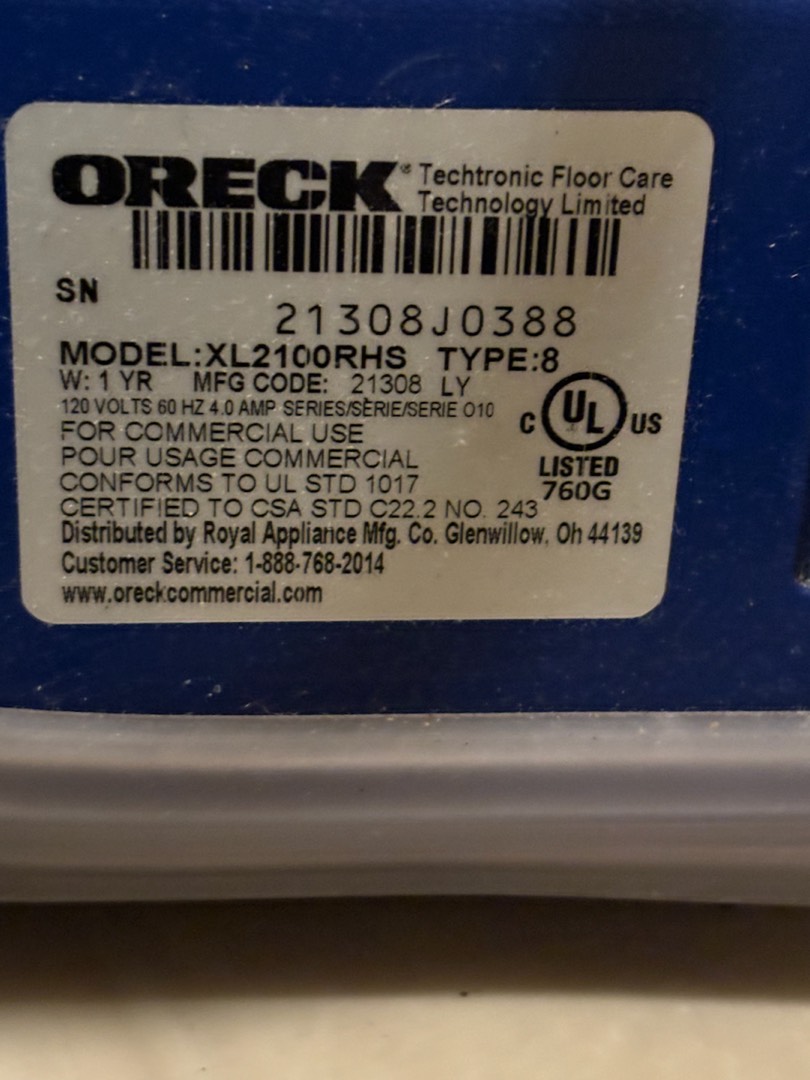 ORECK® Techtronic Floor Care
Technology Limited
SN
21308J0388
MODEL:XL2100RHS TYPE:8
W: 1 YR MFG CODE: 21308 LY
120 VOLTS 60 HZ 4.0 AMP SERIES/SÈRIE/SERIE O10
FOR COMMERCIAL USE
POUR USAGE COMMERCIAL
CONFORMS TO UL STD 1017
CERTIFIED TO CSA STD C22.2 NO. 243
C UL US
LISTED
760G
Distributed by Royal Appliance Mfg. Co. Glenwillow, Oh 44139
Customer Service: 1-888-768-2014
www.oreckcommercial.com